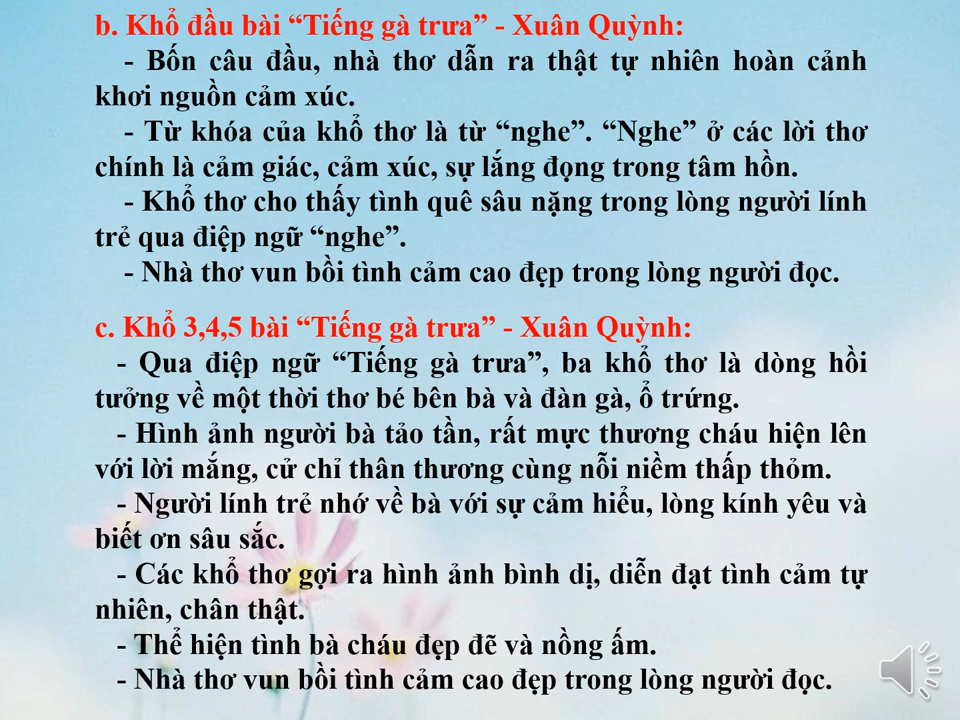 b. Khổ đầu bài “Tiếng gà trưa” - Xuân Quỳnh:
- Bốn câu đầu, nhà thơ dẫn ra thật tự nhiên hoàn cảnh
khơi nguồn cảm xúc.
- Từ khóa của khổ thơ là từ “nghe”. “Nghe” ở các lời thơ
chính là cảm giác, cảm xúc, sự lắng đọng trong tâm hồn.
- Khổ thơ cho thấy tình quê sâu nặng trong lòng người lính
trẻ qua điệp ngữ “nghe”.
- Nhà thơ vun bồi tình cảm cao đẹp trong lòng người đọc.
c. Khổ 3,4,5 bài “Tiếng gà trưa” - Xuân Quỳnh:
- Qua điệp ngữ “Tiếng gà trưa”, ba khổ thơ là dòng hồi
tưởng về một thời thơ bé bên bà và đàn gà, ổ trứng.
- Hình ảnh người bà tảo tần, rất mực thương cháu hiện lên
với lời mắng, cử chỉ thân thương cùng nỗi niềm thấp thỏm.
- Người lính trẻ nhớ về bà với sự cảm hiểu, lòng kính yêu và
biết ơn sâu sắc.
- Các khổ thơ gợi ra hình ảnh bình dị, diễn đạt tình cảm tự
nhiên, chân thật.
- Thể hiện tình bà cháu đẹp đẽ và nồng ấm.
- Nhà thơ vun bồi tình cảm cao đẹp trong lòng người đọc.